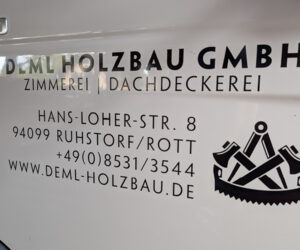 DEML HOLZBAU GMBH
ZIMMEREI | DACHDECKEREI
HANS-LOHER-STR. 8
94099 RUHSTORF/ROTT
+49(0)8531/3544
WWW.DEML-HOLZBAU.DE